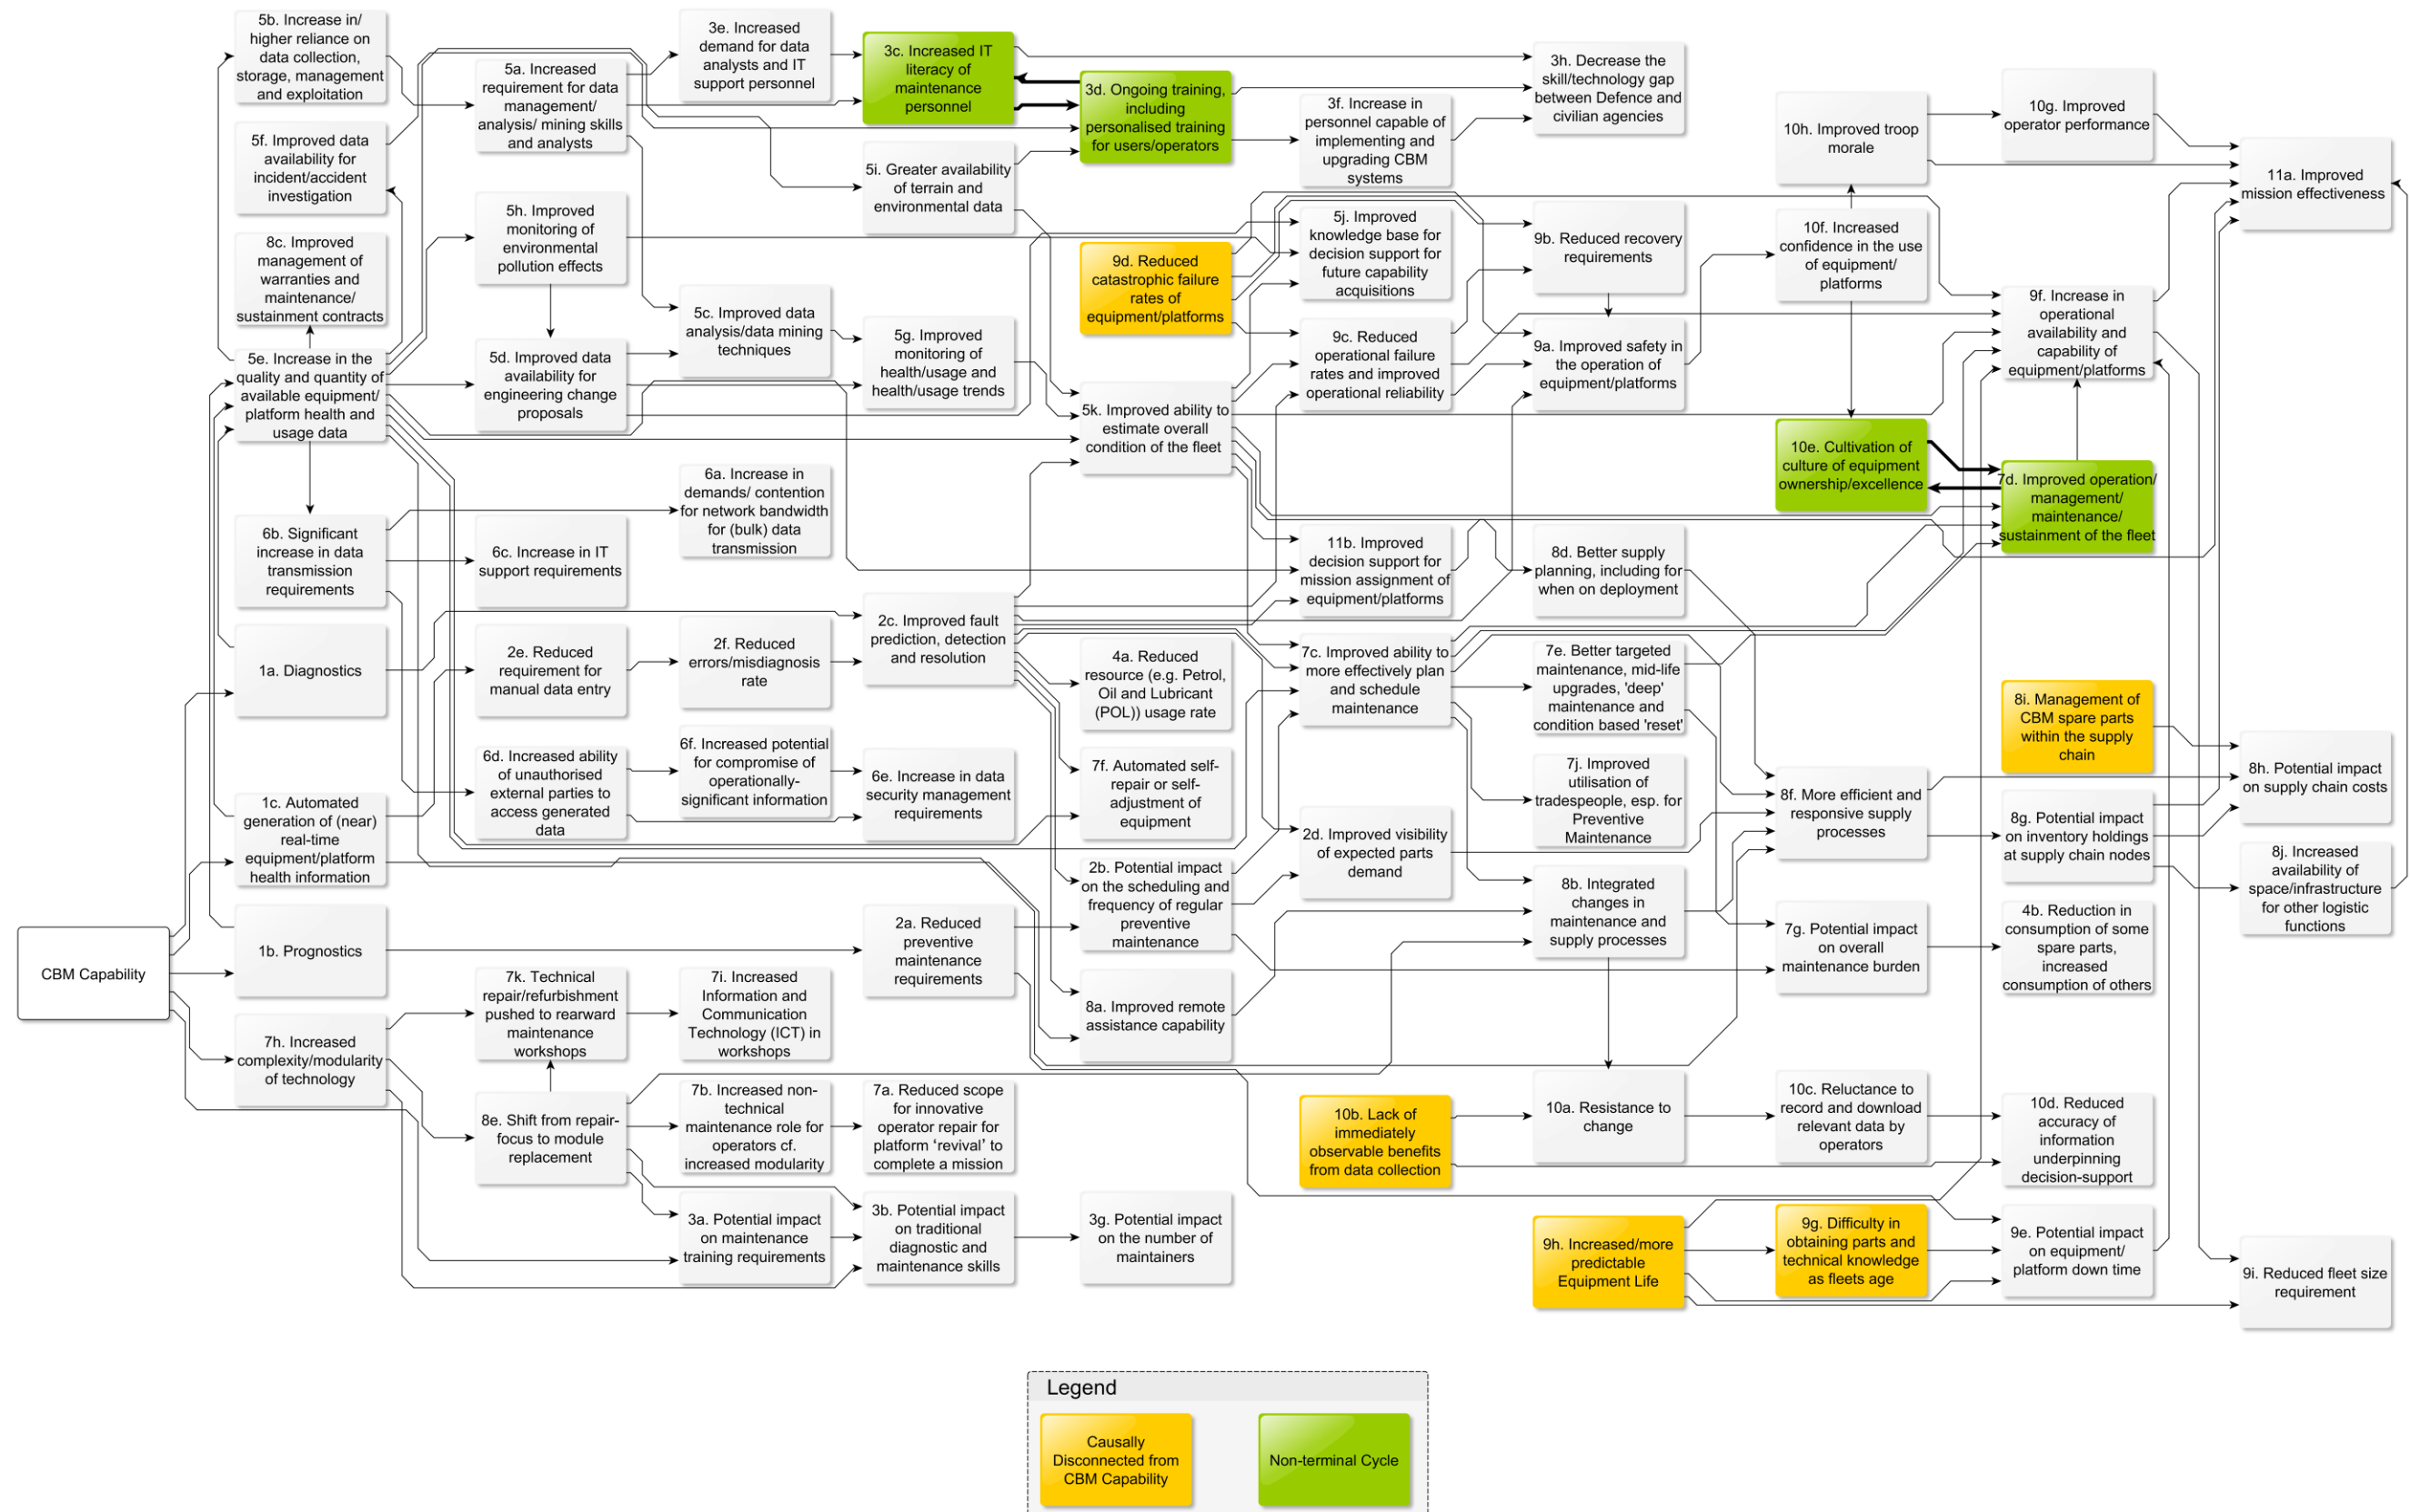 5b. Increase in/
higher reliance on
data collection,
storage, management
and exploitation
5f. Improved data
availability for
incident/accident
investigation
8c. Improved
management of
warranties and
maintenance/
sustainment contracts
5e. Increase in the
quality and quantity of
available equipment/
platform health and
usage data
6b. Significant
increase in data
transmission
requirements
1a. Diagnostics
1c. Automated
generation of (near)
real-time
equipment/platform
health information
1b. Prognostics
CBM Capability
7h. Increased
complexity/modularity
of technology
5a. Increased
requirement for data
management/
analysis/ mining skills
and analysts
5h. Improved
monitoring of
environmental
pollution effects
5d. Improved data
availability for
engineering change
proposals
6c. Increase in IT
support requirements
2e. Reduced
requirement for
manual data entry
6d. Increased ability
of unauthorised
external parties to
access generated
data
7k. Technical
repair/refurbishment
pushed to rearward
maintenance
workshops
8e. Shift from repair-
focus to module
replacement
3e. Increased
demand for data
analysts and IT
support personnel
5c. Improved data
analysis/data mining
techniques
6a. Increase in
demands/ contention
for network bandwidth
for (bulk) data
transmission
2f. Reduced
errors/misdiagnosis
rate
6f. Increased potential
for compromise of
operationally-
significant information
7i. Increased
Information and
Communication
Technology (ICT) in
workshops
7b. Increased non-
technical
maintenance role for
operators cf.
increased modularity
3a. Potential impact
on maintenance
training requirements
3c. Increased IT
literacy of
maintenance
personnel
5i. Greater availability
of terrain and
environmental data
5g. Improved
monitoring of
health/usage and
health/usage trends
2c. Improved fault
prediction, detection
and resolution
6e. Increase in data
security management
requirements
2a. Reduced
preventive
maintenance
requirements
7a. Reduced scope
for innovative
operator repair for
platform ‘revival’ to
complete a mission
3b. Potential impact
on traditional
diagnostic and
maintenance skills
3d. Ongoing training,
including
personalised training
for users/operators
9d. Reduced
catastrophic failure
rates of
equipment/platforms
5k. Improved ability to
estimate overall
condition of the fleet
4a. Reduced
resource (e.g. Petrol,
Oil and Lubricant
(POL)) usage rate
7f. Automated self-
repair or self-
adjustment of
equipment
2b. Potential impact
on the scheduling and
frequency of regular
preventive
maintenance
8a. Improved remote
assistance capability
3g. Potential impact
on the number of
maintainers
3f. Increase in
personnel capable of
implementing and
upgrading CBM
systems
5j. Improved
knowledge base for
decision support for
future capability
acquisitions
9c. Reduced
operational failure
rates and improved
operational reliability
11b. Improved
decision support for
mission assignment of
equipment/platforms
7c. Improved ability to
more effectively plan
and schedule
maintenance
2d. Improved visibility
of expected parts
demand
10b. Lack of
immediately
observable benefits
from data collection
3h. Decrease the
skill/technology gap
between Defence and
civilian agencies
9b. Reduced recovery
requirements
9a. Improved safety in
the operation of
equipment/platforms
8d. Better supply
planning, including for
when on deployment
7e. Better targeted
maintenance, mid-life
upgrades, 'deep'
maintenance and
condition based 'reset'
7j. Improved
utilisation of
tradespeople, esp. for
Preventive
Maintenance
8b. Integrated
changes in
maintenance and
supply processes
10a. Resistance to
change
9h. Increased/more
predictable
Equipment Life
10h. Improved troop
morale
10f. Increased
confidence in the use
of equipment/
platforms
10e. Cultivation of
culture of equipment
ownership/excellence
8f. More efficient and
responsive supply
processes
7g. Potential impact
on overall
maintenance burden
10c. Reluctance to
record and download
relevant data by
operators
9g. Difficulty in
obtaining parts and
technical knowledge
as fleets age
10g. Improved
operator performance
9f. Increase in
operational
availability and
capability of
equipment/platforms
7d. Improved operation/
management/
maintenance/
sustainment of the fleet
8i. Management of
CBM spare parts
within the supply
chain
8g. Potential impact
on inventory holdings
at supply chain nodes
4b. Reduction in
consumption of some
spare parts,
increased
consumption of others
10d. Reduced
accuracy of
information
underpinning
decision-support
9e. Potential impact
on equipment/
platform down time
11a. Improved
mission effectiveness
8h. Potential impact
on supply chain costs
8j. Increased
availability of
space/infrastructure
for other logistic
functions
9i. Reduced fleet size
requirement
Legend
Causally
Disconnected from
CBM Capability
Non-terminal Cycle